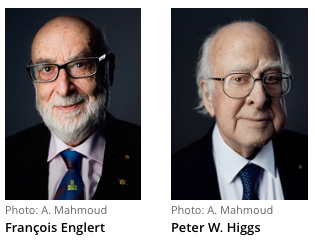 Photo: A. Mahmoud
François Englert
Photo: A. Mahmoud
Peter W. Higgs